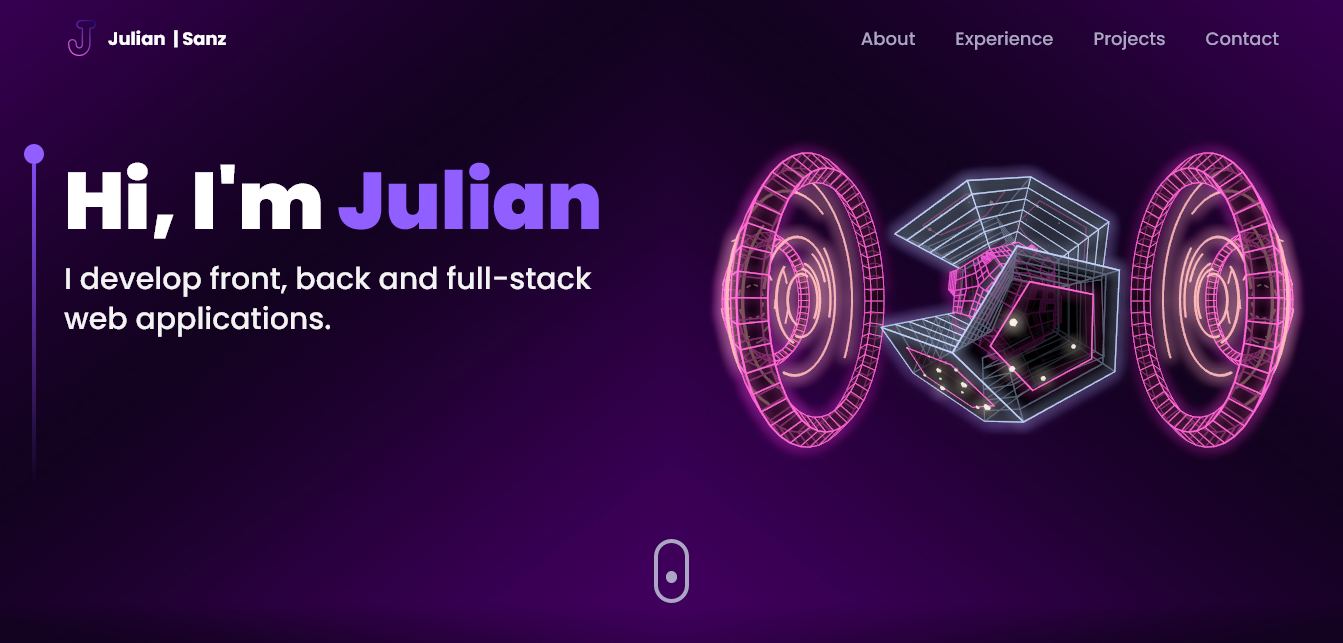 J Julian | Sanz
About Experience Projects Contact
Hi, I'm Julian
I develop front, back and full-stack
web applications.